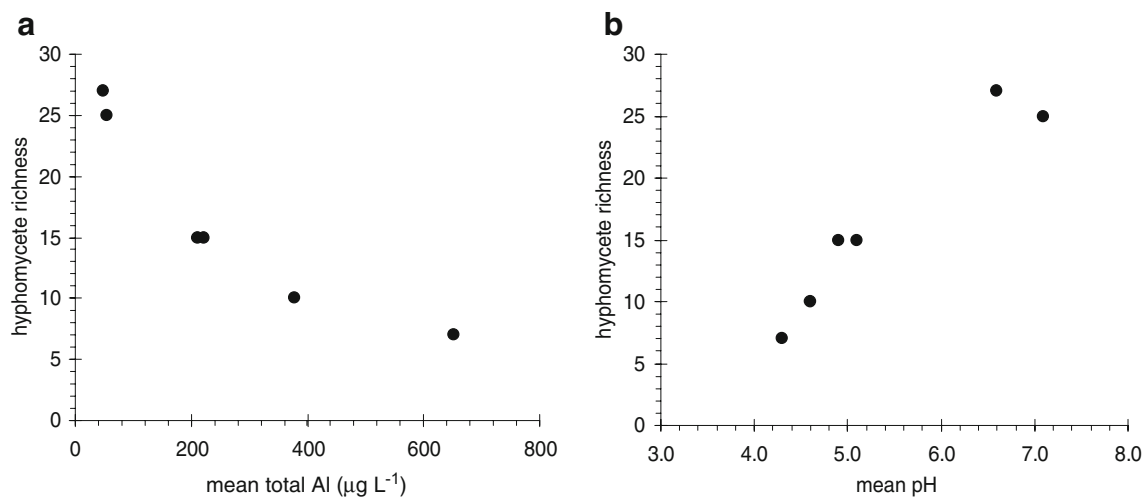 a
30
25
20
15
10
5
0
hyphomycete richness
0 200 400 600 800
mean total Al (µg L⁻¹)
b
30
25
20
15
10
5
0
hyphomycete richness
3.0 4.0 5.0 6.0 7.0 8.0
mean pH